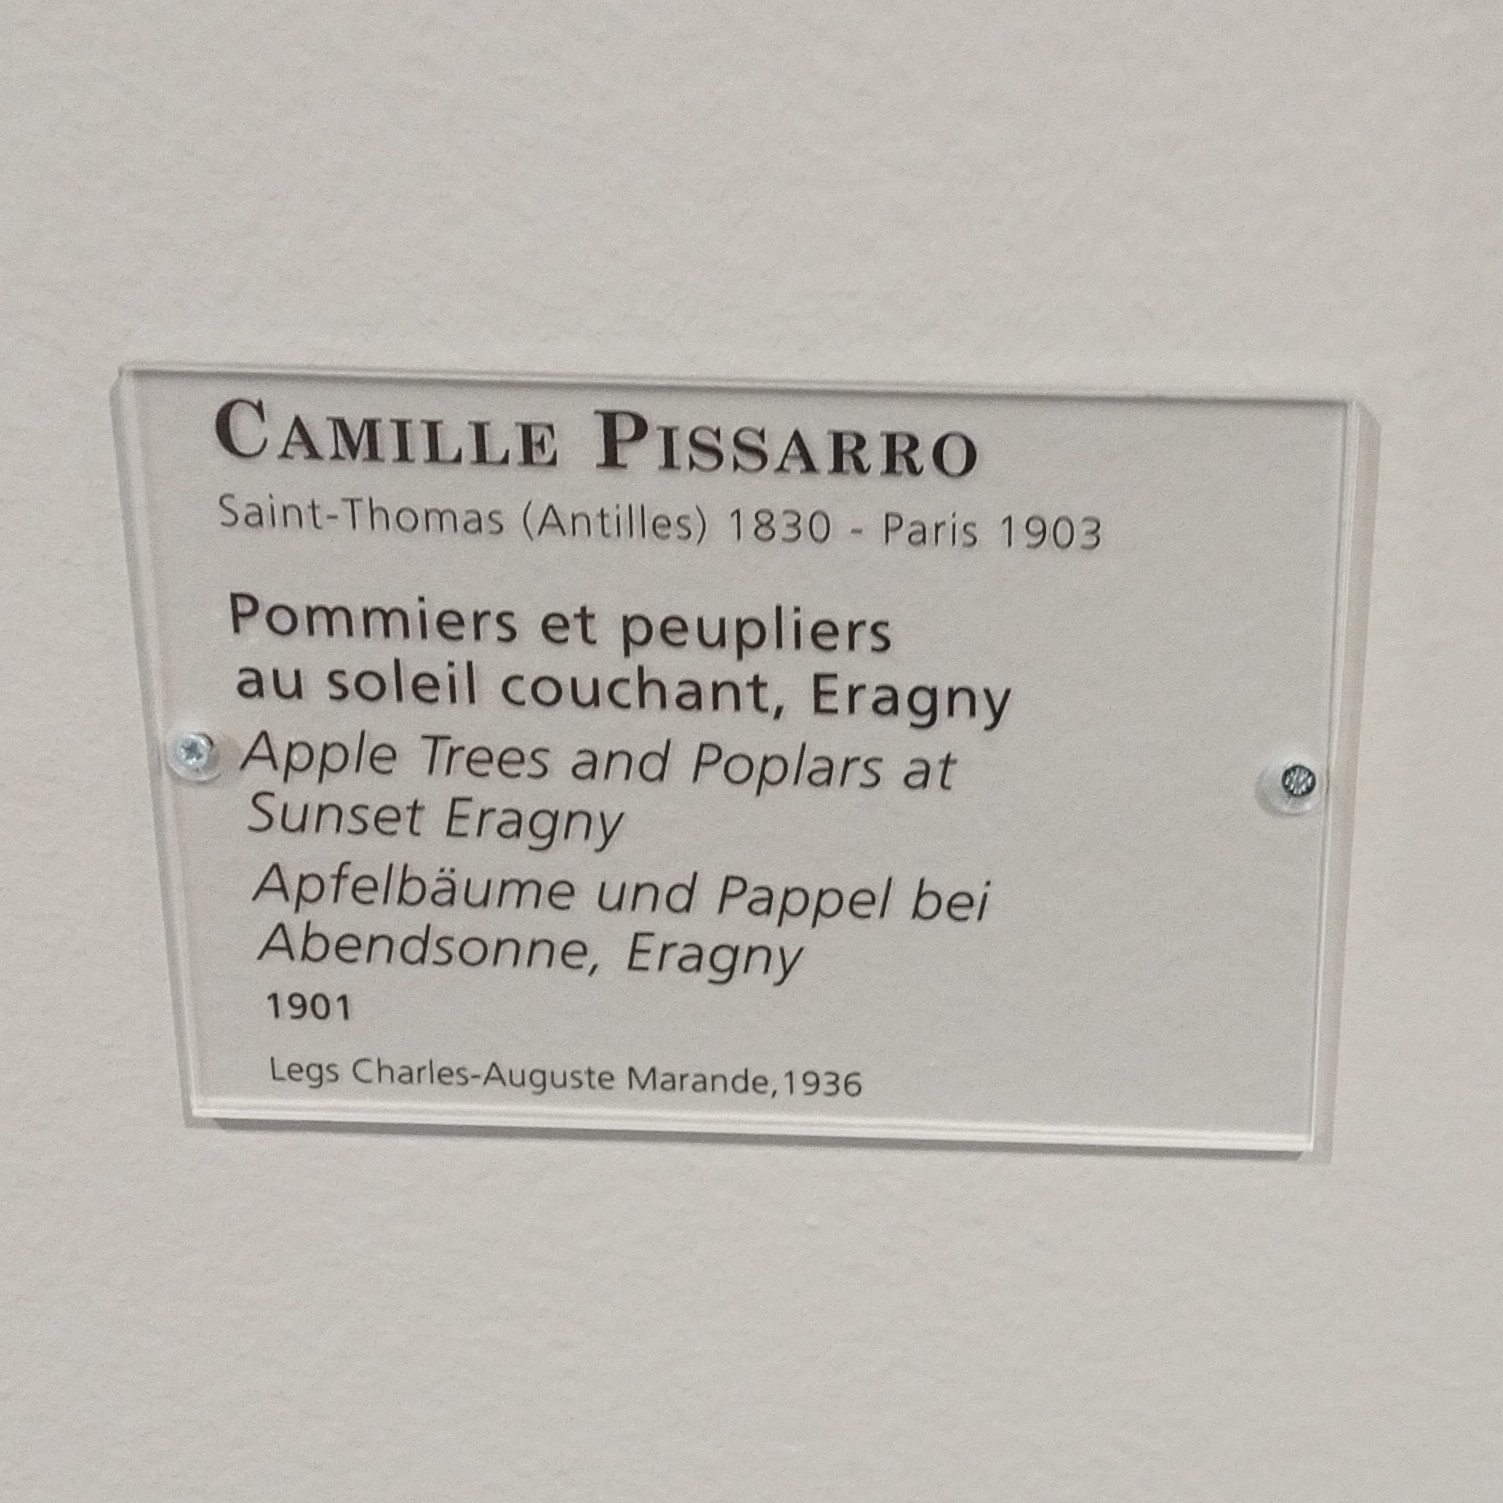 CAMILLE PISSARRO
Saint-Thomas (Antilles) 1830 - Paris 1903
Pommiers et peupliers
au soleil couchant, Eragny
Apple Trees and Poplars at
Sunset Eragny
Apfelbäume und Pappel bei
Abendsonne, Eragny
1901
Legs Charles-Auguste Marande,1936